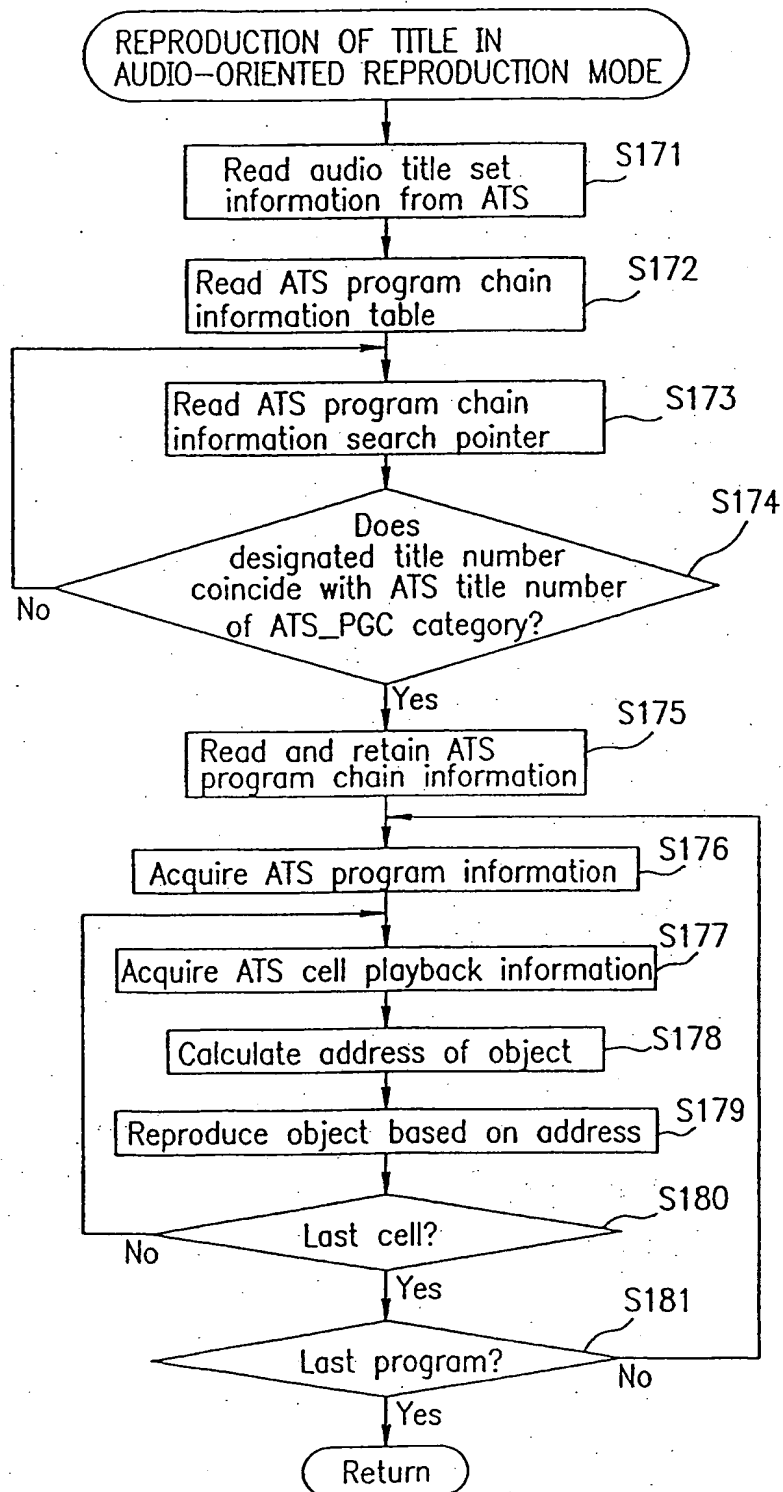 REPRODUCTION OF TITLE IN
AUDIO-ORIENTED REPRODUCTION MODE
S171
Read audio title set
information from ATS
S172
Read ATS program chain
information table
S173
Read ATS program chain
information search pointer
S174
Does
designated title number
coincide with ATS title number
of ATS_PGC category?
No
Yes
S175
Read and retain ATS
program chain information
S176
Acquire ATS program information
S177
Acquire ATS cell playback information
S178
Calculate address of object
S179
Reproduce object based on address
S180
Last cell?
No
Yes
S181
Last program?
No
Yes
Return